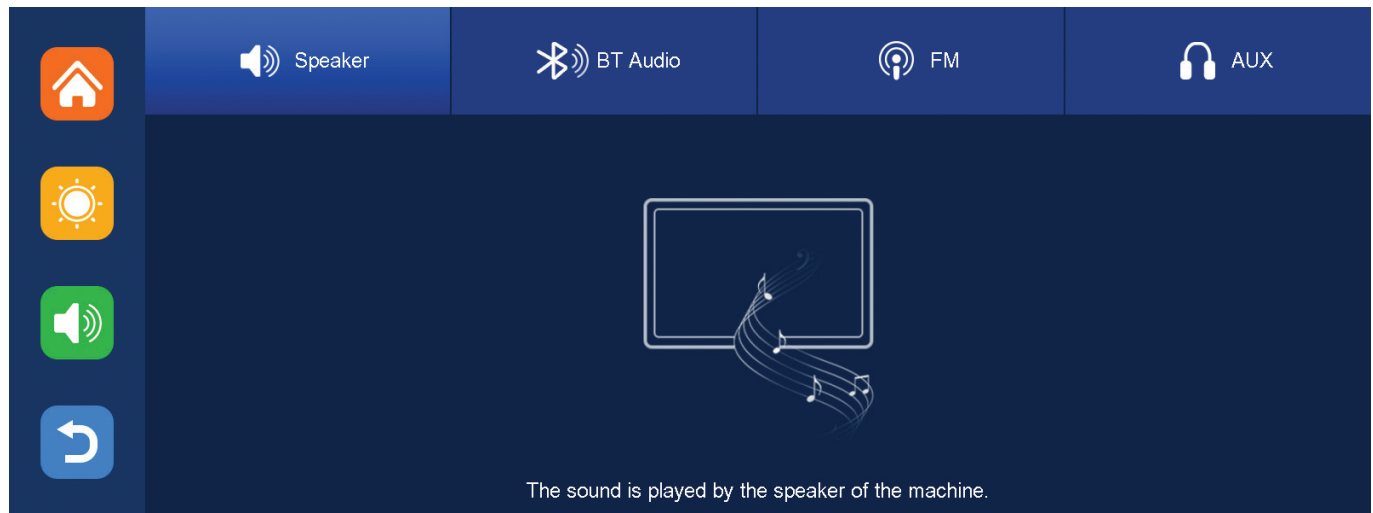 Speaker
BT Audio
FM
AUX
The sound is played by the speaker of the machine.